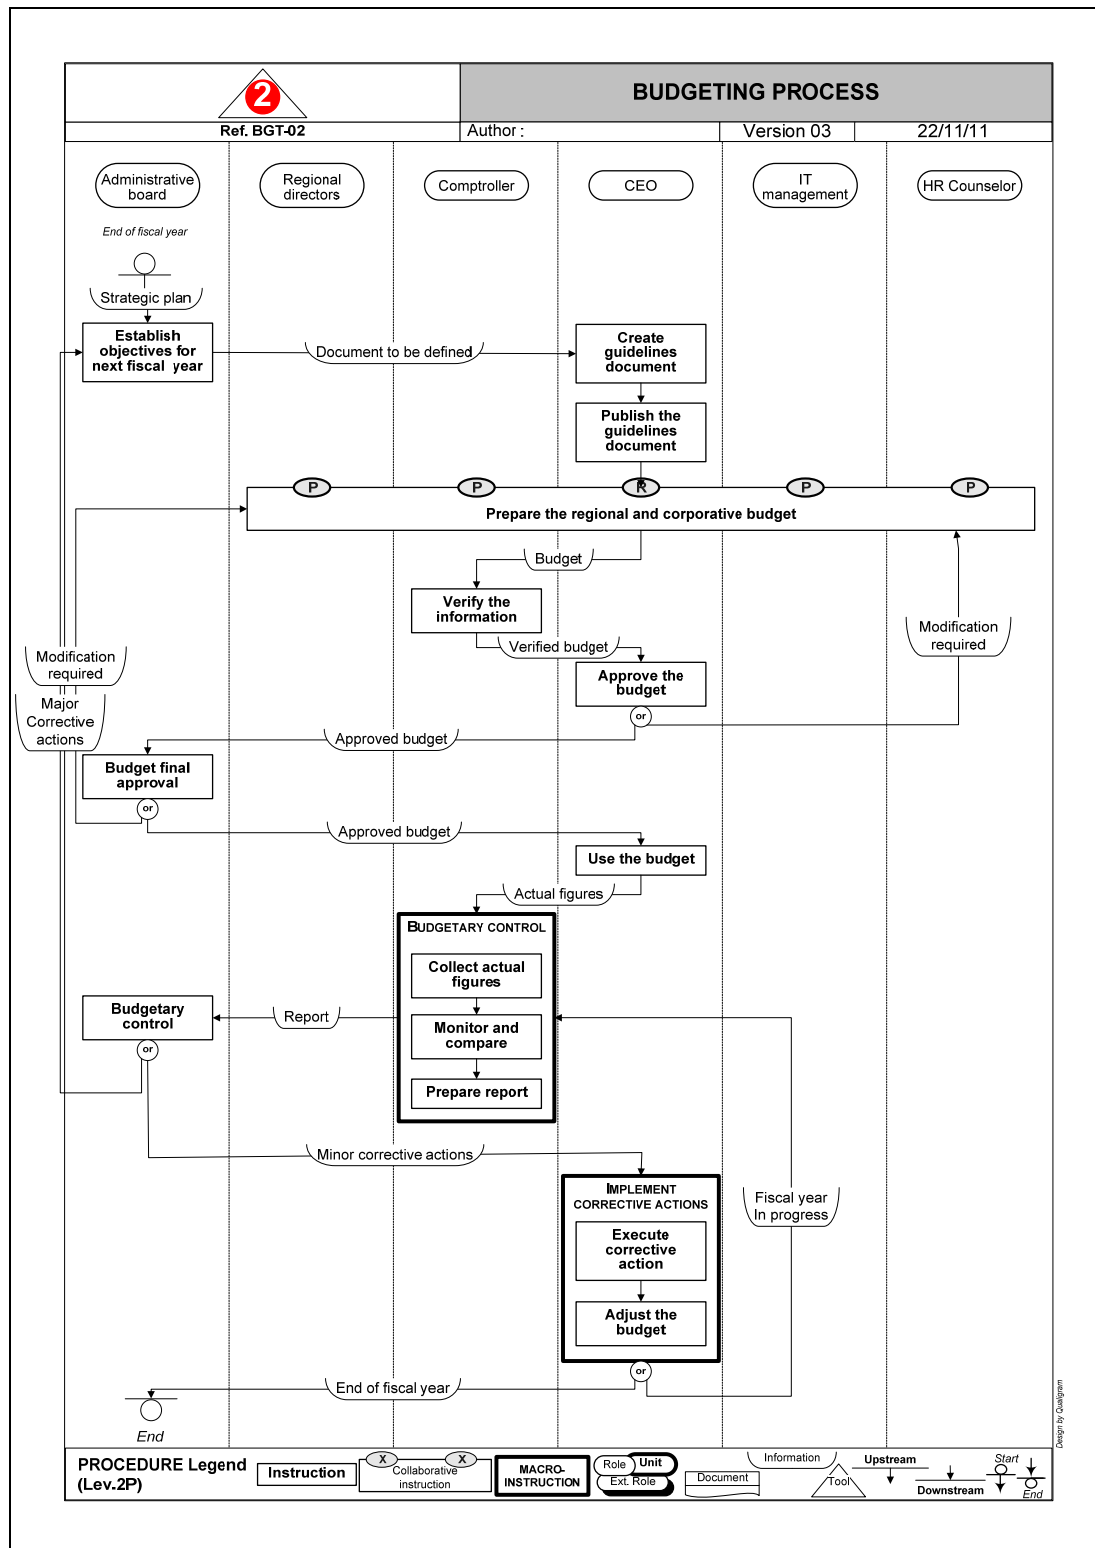 2
BUDGETING PROCESS
Ref. BGT-02
Author :
Version 03
22/11/11
Administrative
board
Regional
directors
Comptroller
CEO
IT
management
HR Counselor
End of fiscal year
Strategic plan
Establish
objectives for
next fiscal year
Document to be defined
Create
guidelines
document
Publish the
guidelines
document
P
P
R
P
P
Prepare the regional and corporative budget
Budget
Verify the
information
Verified budget
Modification
required
Modification
required
Approve the
budget
or
Major
Corrective
actions
Approved budget
Budget final
approval
or
Approved budget
Use the budget
Actual figures
BUDGETARY CONTROL
Collect actual
figures
Budgetary
control
or
Report
Monitor and
compare
Prepare report
Minor corrective actions
IMPLEMENT
CORRECTIVE ACTIONS
Fiscal year
In progress
Execute
corrective
action
Adjust the
budget
or
End of fiscal year
End
Design by Qualigram
PROCEDURE Legend
(Lev.2P)
Instruction
X
X
Collaborative
instruction
MACRO-
INSTRUCTION
Role
Unit
Ext. Role
Document
Information
Tool
Upstream
Downstream
Start
End